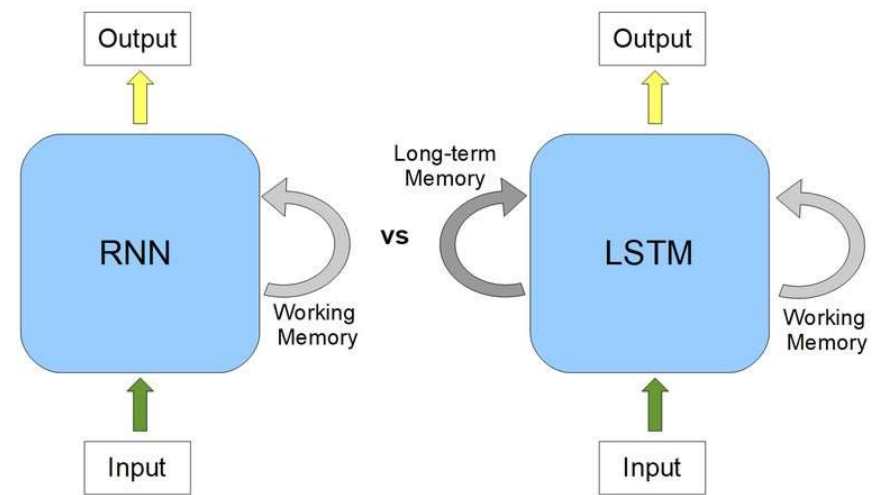 Output
RNN
Working
Memory
Input
vs
Output
Long-term
Memory
LSTM
Working
Memory
Input